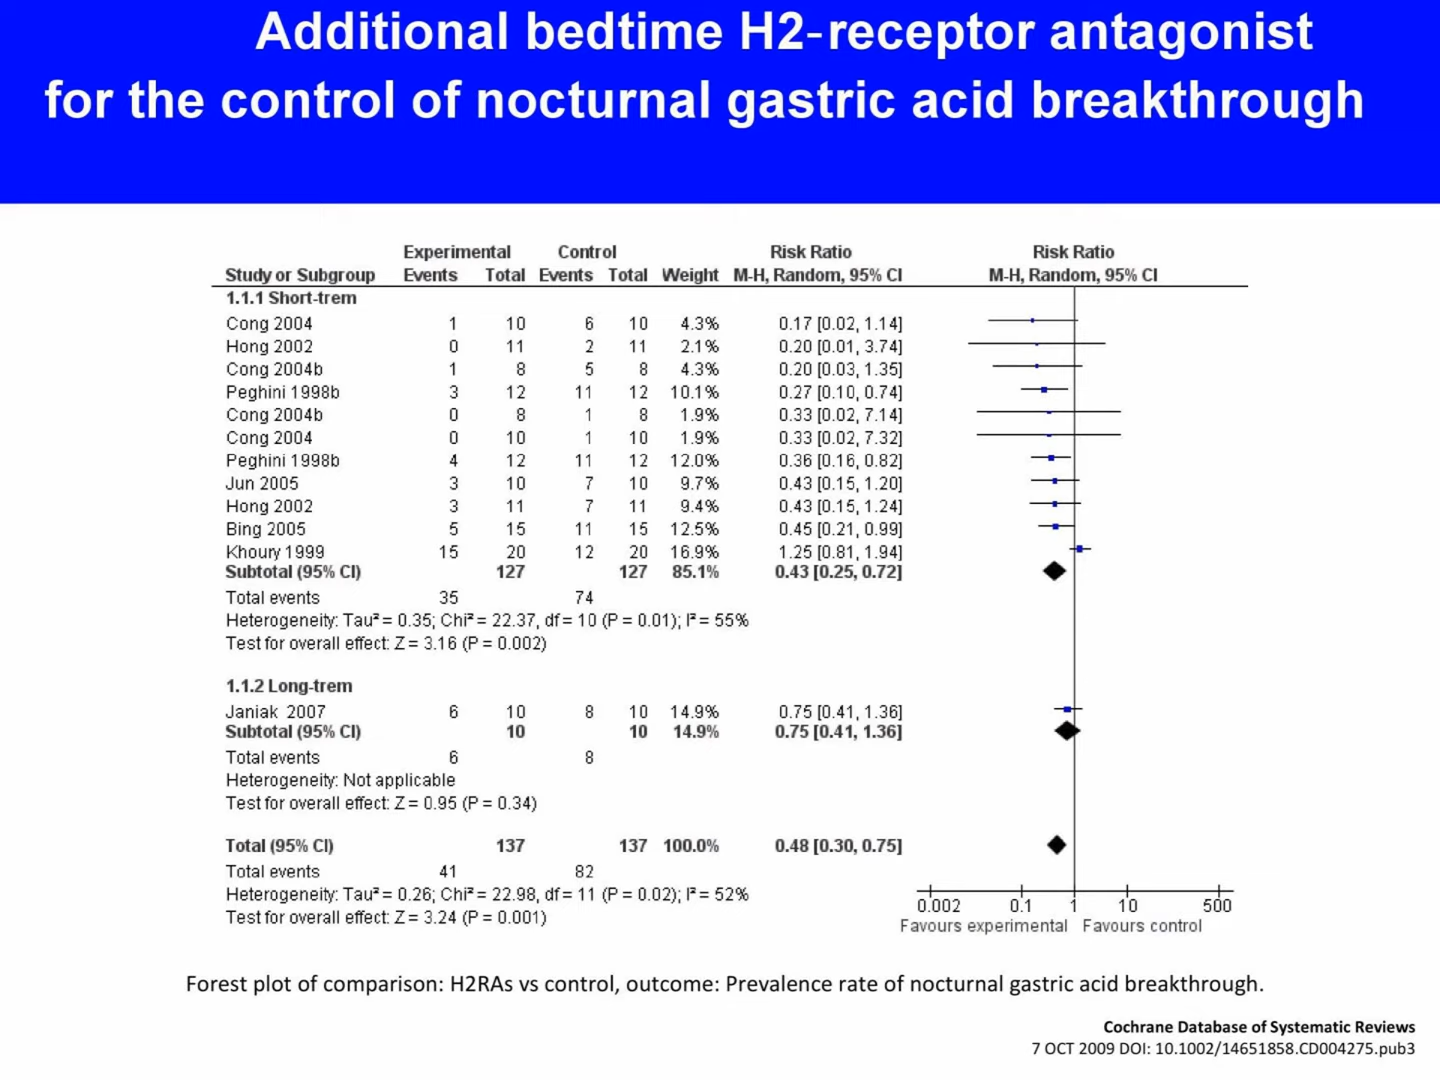 Additional bedtime H2-receptor antagonist
for the control of nocturnal gastric acid breakthrough
Experimental Control Risk Ratio Risk Ratio
Study or Subgroup Events Total Events Total Weight M-H, Random, 95% CI M-H, Random, 95% CI
1.1.1 Short-trem
Cong 2004 1 10 6 10 4.3% 0.17 [0.02, 1.14]
Hong 2002 0 11 2 11 2.1% 0.20 [0.01, 3.74]
Cong 2004b 1 8 5 8 4.3% 0.20 [0.03, 1.35]
Peghini 1998b 3 12 11 12 10.1% 0.27 [0.10, 0.74]
Cong 2004b 0 8 1 8 1.9% 0.33 [0.02, 7.14]
Cong 2004 0 10 1 10 1.9% 0.33 [0.02, 7.32]
Peghini 1998b 4 12 11 12 12.0% 0.36 [0.16, 0.82]
Jun 2005 3 10 7 10 9.7% 0.43 [0.15, 1.20]
Hong 2002 3 11 7 11 9.4% 0.43 [0.15, 1.24]
Bing 2005 5 15 11 15 12.5% 0.45 [0.21, 0.99]
Khoury 1999 15 20 12 20 16.9% 1.25 [0.81, 1.94]
Subtotal (95% CI) 127 127 85.1% 0.43 [0.25, 0.72]
Total events 35 74
Heterogeneity: Tau² = 0.35; Chi² = 22.37, df = 10 (P = 0.01); I² = 55%
Test for overall effect: Z = 3.16 (P = 0.002)
1.1.2 Long-trem
Janiak 2007 6 10 8 10 14.9% 0.75 [0.41, 1.36]
Subtotal (95% CI) 10 10 14.9% 0.75 [0.41, 1.36]
Total events 6 8
Heterogeneity: Not applicable
Test for overall effect: Z = 0.95 (P = 0.34)
Total (95% CI) 137 137 100.0% 0.48 [0.30, 0.75]
Total events 41 82
Heterogeneity: Tau² = 0.26; Chi² = 22.98, df = 11 (P = 0.02); I² = 52%
Test for overall effect: Z = 3.24 (P = 0.001)
0.002 0.1 1 10 500
Favours experimental Favours control
Forest plot of comparison: H2RAs vs control, outcome: Prevalence rate of nocturnal gastric acid breakthrough.
Cochrane Database of Systematic Reviews
7 OCT 2009 DOI: 10.1002/14651858.CD004275.pub3